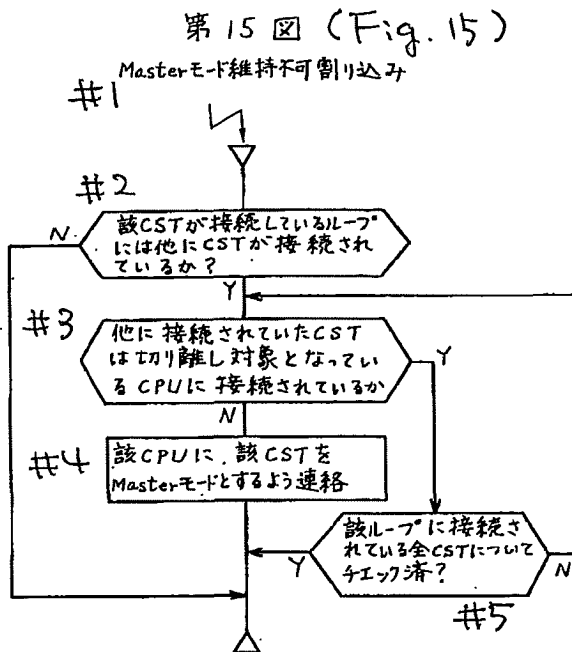 第15図 (Fig. 15)
Masterモード維持不可割り込み
#1
#2
該CSTが接続しているループ
には他にCSTが接続され
ているか?
N
Y
#3
他に接続されていたCST
は切り離し対象となってい
るCPUに接続されているか
Y
N
#4
該CPUに、該CSTを
Masterモードとするよう連絡
該ループに接続さ
れている全CSTについて
チェック済?
Y
N
#5